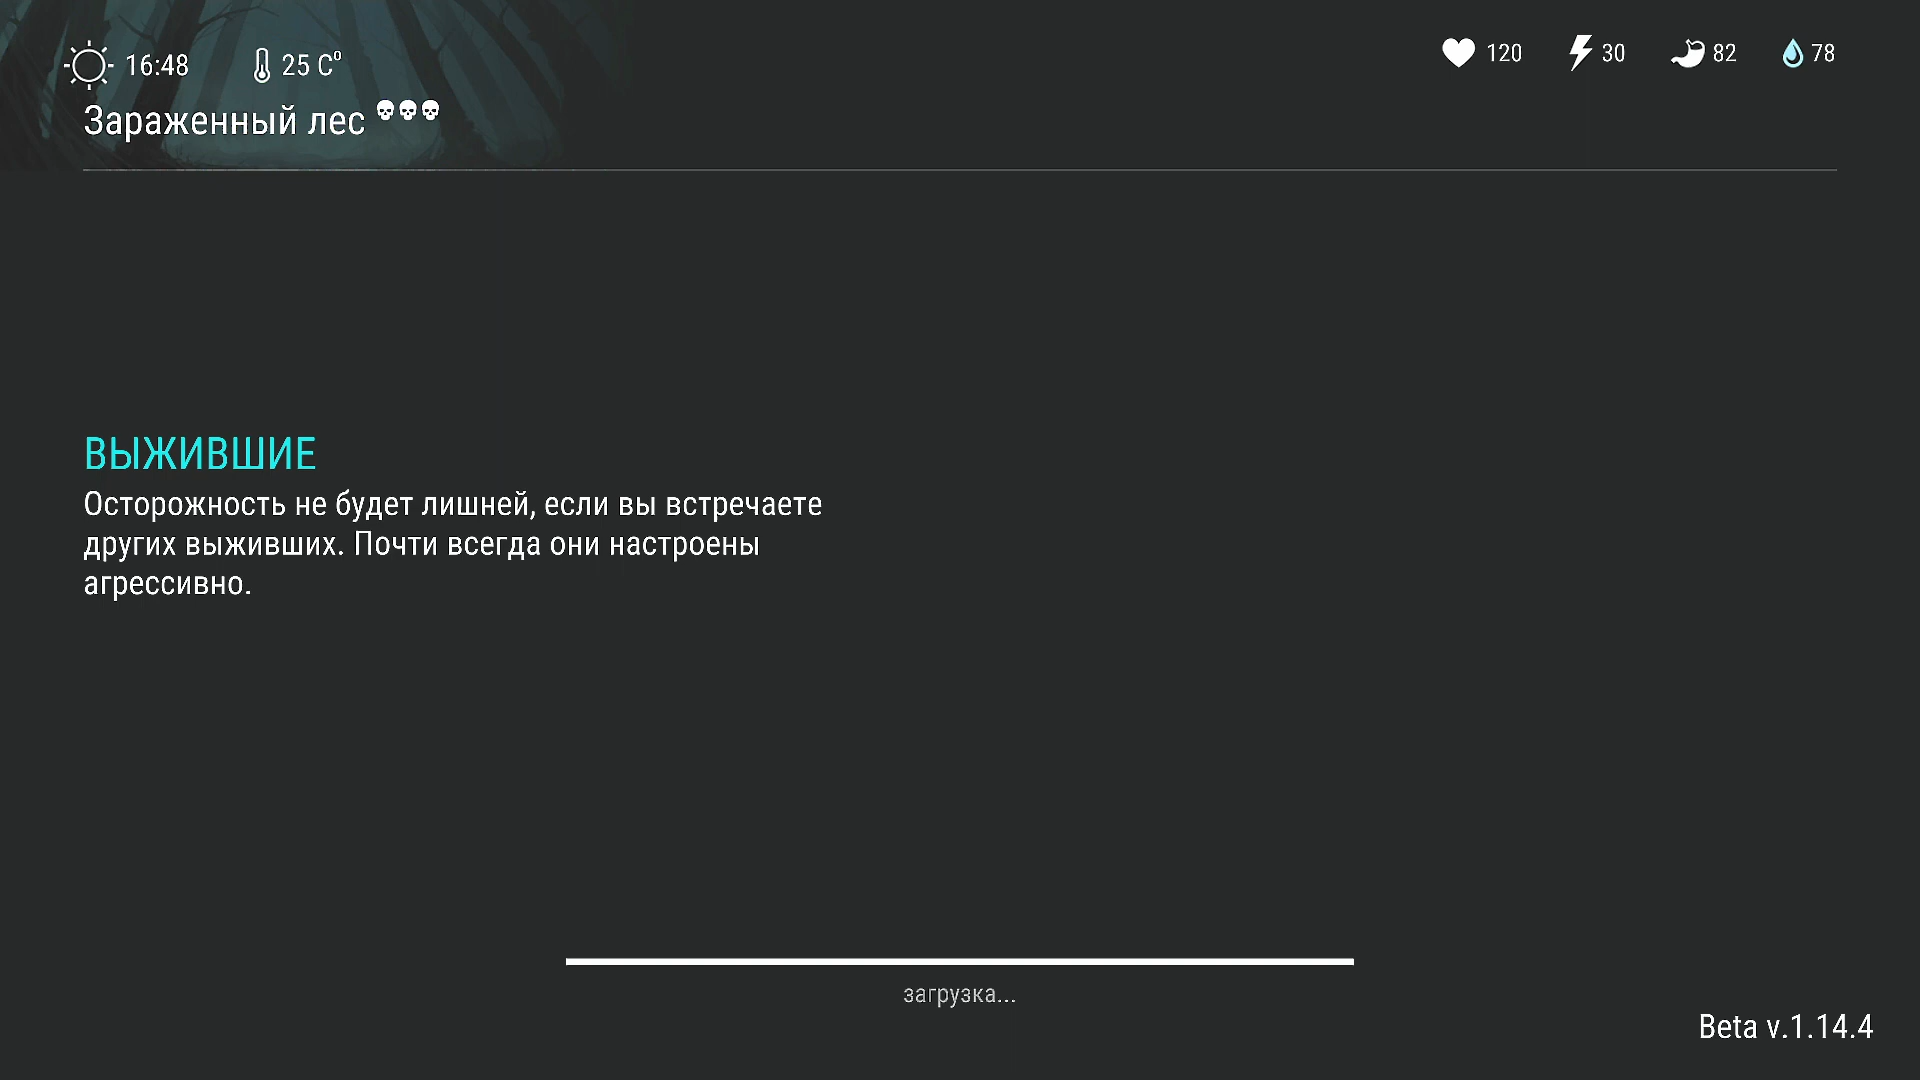 16:48 25 C⁰
120 30 82 78
Зараженный лес
ВЫЖИВШИЕ
Осторожность не будет лишней, если вы встречаете
других выживших. Почти всегда они настроены
агрессивно.
загрузка...
Beta v.1.14.4